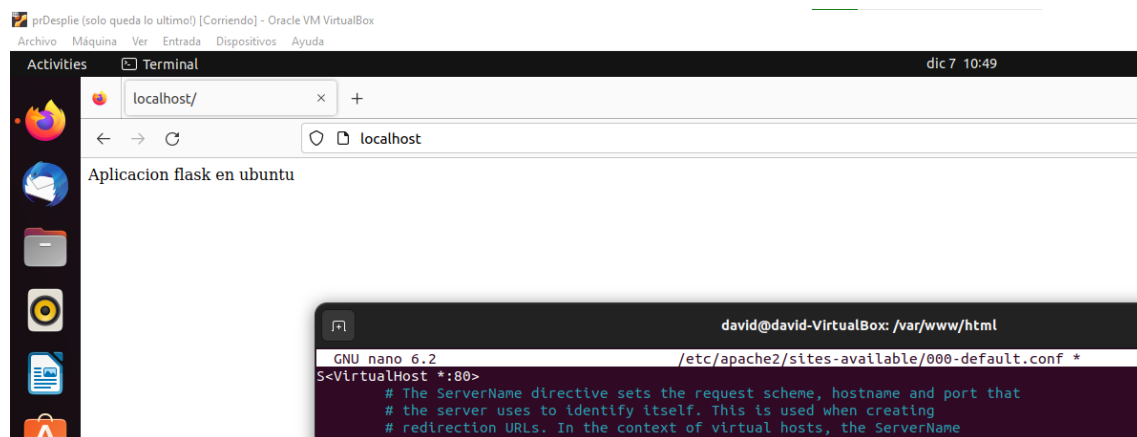 prDesplie (solo queda lo ultimo!) [Corriendo] - Oracle VM VirtualBox
Archivo Máquina Ver Entrada Dispositivos Ayuda
Activities Terminal dic 7 10:49
localhost/
localhost
Aplicacion flask en ubuntu
david@david-VirtualBox: /var/www/html
GNU nano 6.2 /etc/apache2/sites-available/000-default.conf *
S<VirtualHost *:80>
# The ServerName directive sets the request scheme, hostname and port that
# the server uses to identify itself. This is used when creating
# redirection URLs. In the context of virtual hosts, the ServerName